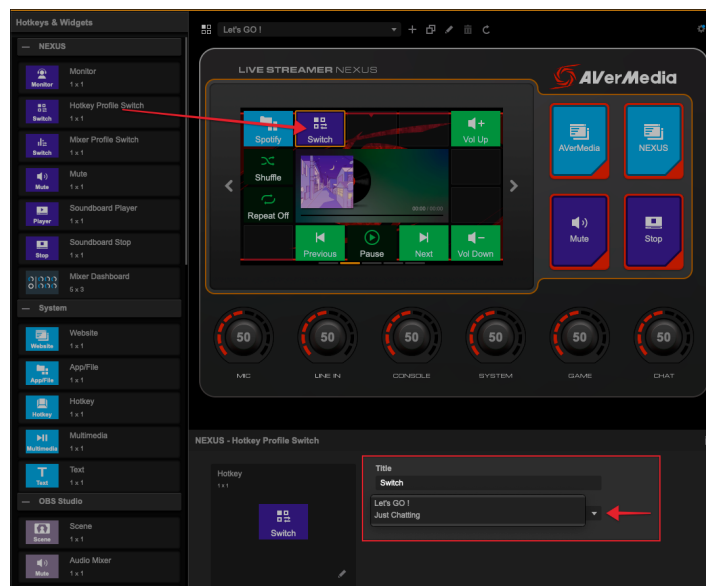 Hotkeys & Widgets
Let's GO !
— NEXUS
Monitor
Monitor
1 x 1
Switch
Hotkey Profile Switch
1 x 1
Switch
Mixer Profile Switch
1 x 1
Mute
Mute
1 x 1
Player
Soundboard Player
1 x 1
Stop
Soundboard Stop
1 x 1
Mixer Dashboard
6 x 3
— System
Website
Website
1 x 1
App/File
App/File
1 x 1
Hotkey
Hotkey
1 x 1
Multimedia
Multimedia
1 x 1
Text
Text
1 x 1
— OBS Studio
Scene
Scene
1 x 1
Mute
Audio Mixer
1 x 1
LIVE STREAMER NEXUS
AVerMedia
Spotify
Switch
Vol Up
Shuffle
Repeat Off
00:00 / 00:00
Previous
Pause
Next
Vol Down
AVerMedia
NEXUS
Mute
Stop
50
50
50
50
50
50
MIC
LINE IN
CONSOLE
SYSTEM
GAME
CHAT
NEXUS - Hotkey Profile Switch
Hotkey
1 x 1
Switch
Title
Switch
Let's GO !
Just Chatting